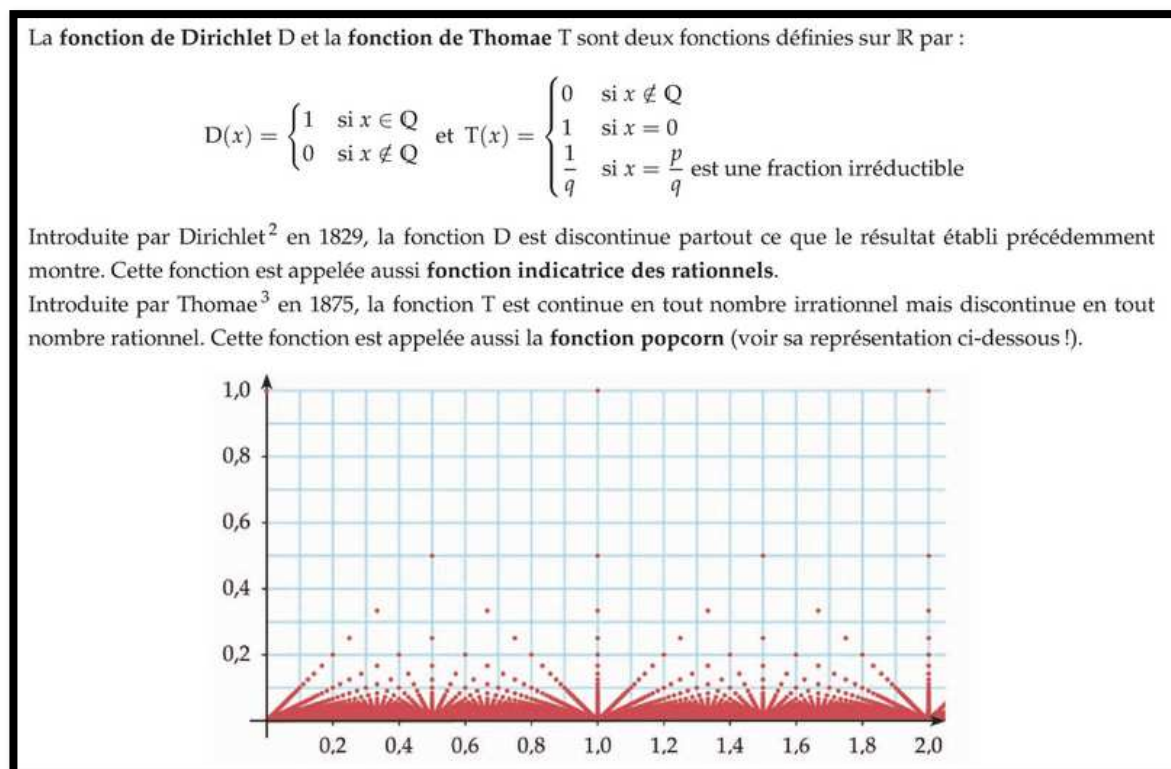 La fonction de Dirichlet D et la fonction de Thomae T sont deux fonctions définies sur ℝ par :
D(x) = { 1 si x ∈ Q
0 si x ∉ Q
et T(x) = { 0 si x ∉ Q
1 si x = 0
1/q si x = p/q est une fraction irréductible
Introduite par Dirichlet² en 1829, la fonction D est discontinue partout ce que le résultat établi précédemment
montre. Cette fonction est appelée aussi fonction indicatrice des rationnels.
Introduite par Thomae³ en 1875, la fonction T est continue en tout nombre irrationnel mais discontinue en tout
nombre rationnel. Cette fonction est appelée aussi la fonction popcorn (voir sa représentation ci-dessous !).
1,0
0,8
0,6
0,4
0,2
0,2 0,4 0,6 0,8 1,0 1,2 1,4 1,6 1,8 2,0